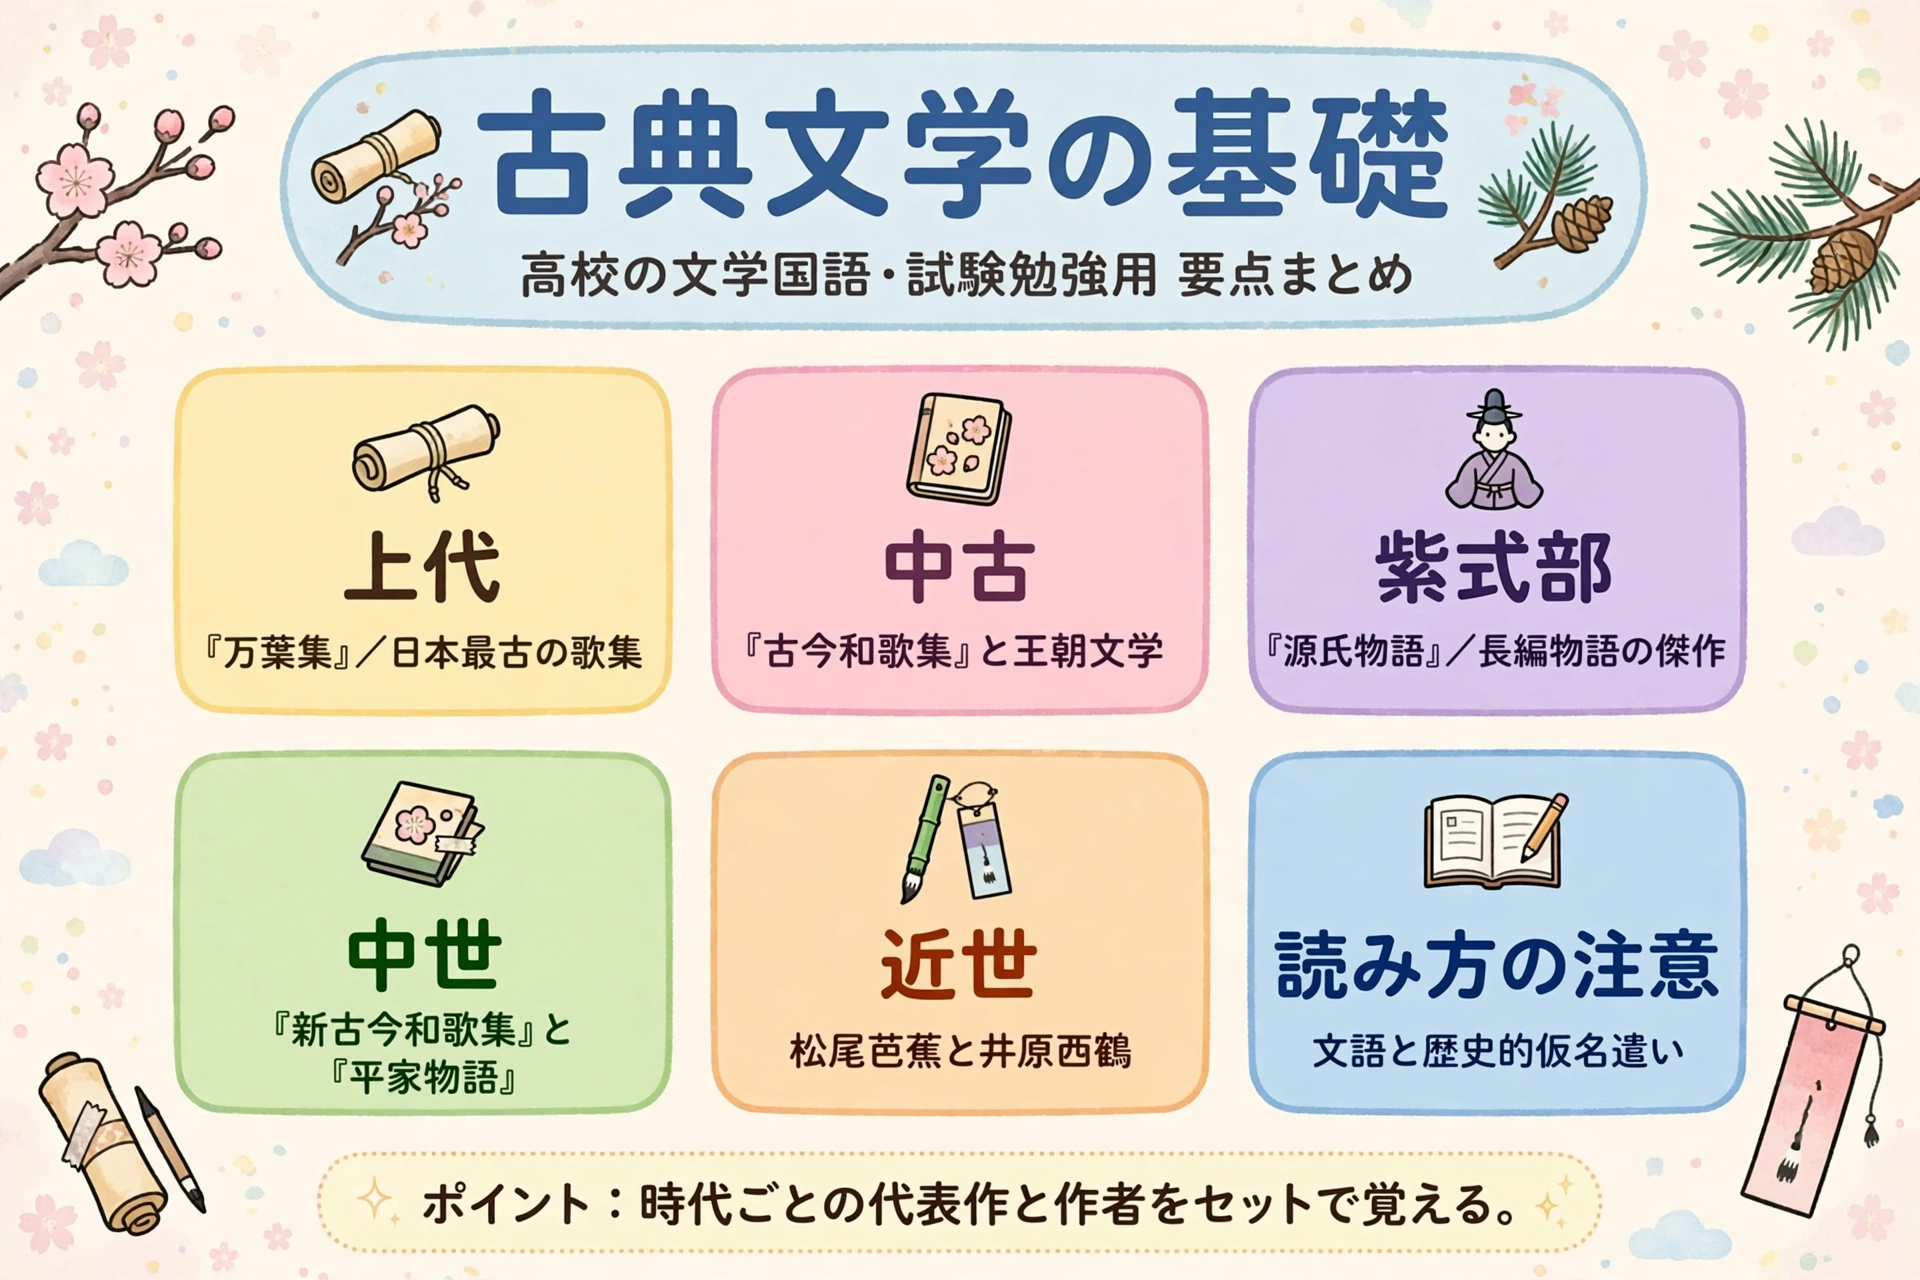 古典文学の基礎
高校の文学国語・試験勉強用 要点まとめ
上代
『万葉集』／日本最古の歌集
中古
『古今和歌集』と王朝文学
紫式部
『源氏物語』／長編物語の傑作
中世
『新古今和歌集』と
『平家物語』
近世
松尾芭蕉と井原西鶴
読み方の注意
文語と歴史的仮名遣い
ポイント：時代ごとの代表作と作者をセットで覚える。